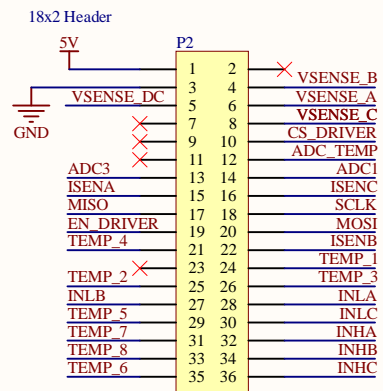 18x2 Header
5V
P2
1 2
VSENSE_B
3 4
VSENSE_DC
VSENSE_A
5 6
VSENSE_C
GND
7 8
CS_DRIVER
9 10
ADC_TEMP
11 12
ADC3 ADC1
13 14
ISENA ISENC
15 16
MISO SCLK
17 18
EN_DRIVER MOSI
19 20
TEMP_4 ISENB
21 22
TEMP_1
23 24
TEMP_2 TEMP_3
25 26
INLB INLA
27 28
TEMP_5 INLC
29 30
TEMP_7 INHA
31 32
TEMP_8 INHB
33 34
TEMP_6 INHC
35 36